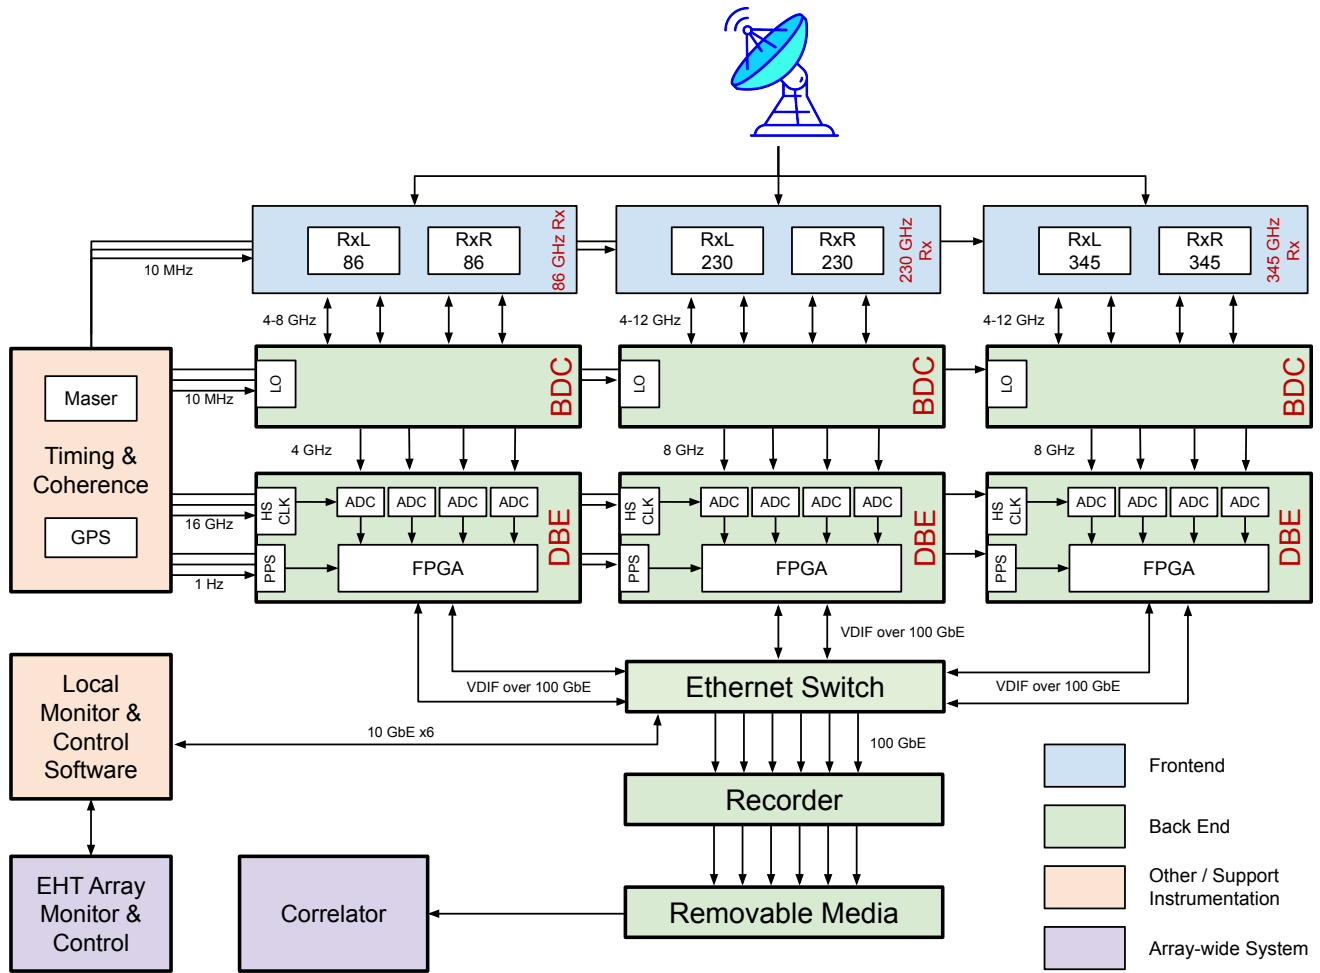 RxL
86
RxR
86
86 GHz Rx
RxL
230
RxR
230
230 GHz
Rx
RxL
345
RxR
345
345 GHz
Rx
10 MHz
4-8 GHz
4-12 GHz
4-12 GHz
Maser
Timing &
Coherence
GPS
10 MHz
LO
BDC
LO
BDC
LO
BDC
4 GHz
8 GHz
8 GHz
16 GHz
1 Hz
HS
CLK
ADC
ADC
ADC
ADC
PPS
FPGA
DBE
HS
CLK
ADC
ADC
ADC
ADC
PPS
FPGA
DBE
HS
CLK
ADC
ADC
ADC
ADC
PPS
FPGA
DBE
VDIF over 100 GbE
VDIF over 100 GbE
VDIF over 100 GbE
Ethernet Switch
Local
Monitor &
Control
Software
10 GbE x6
100 GbE
Recorder
EHT Array
Monitor &
Control
Correlator
Removable Media
Frontend
Back End
Other / Support
Instrumentation
Array-wide System